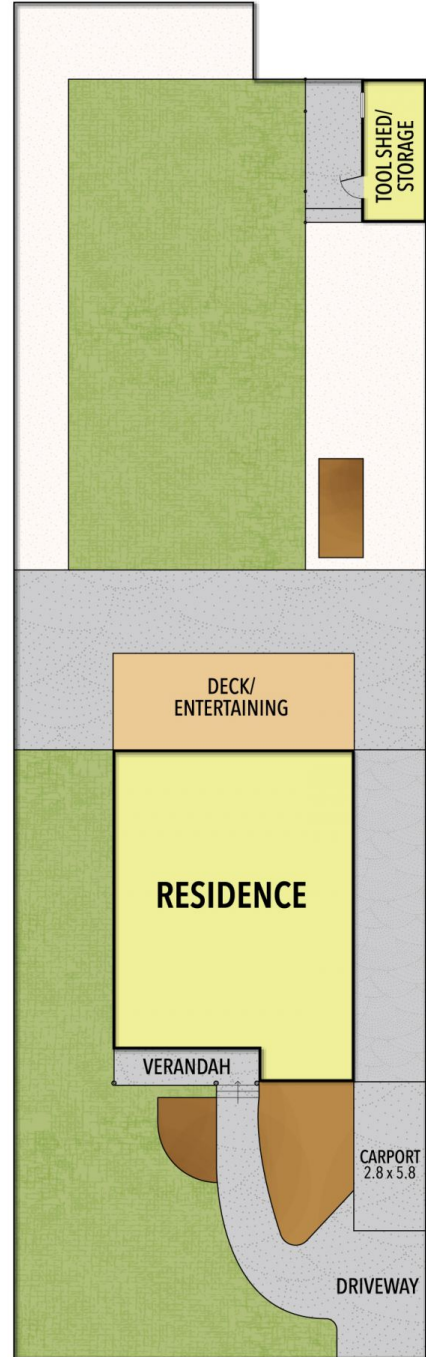 TOOL SHED/
STORAGE
DECK/
ENTERTAINING
RESIDENCE
VERANDAH
CARPORT
2.8 x 5.8
DRIVEWAY